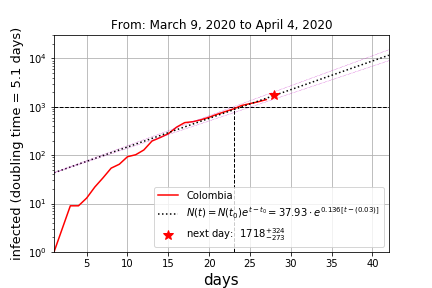 From: March 9, 2020 to April 4, 2020
infected (doubling time = 5.1 days)
10⁴
10³
10²
10¹
10⁰
Colombia
N(t) = N(t₀)e^{t−t₀} = 37.93 · e^{0.136[t−(0.03)]}
next day: 1718^{+324}_{−273}
5 10 15 20 25 30 35 40
days